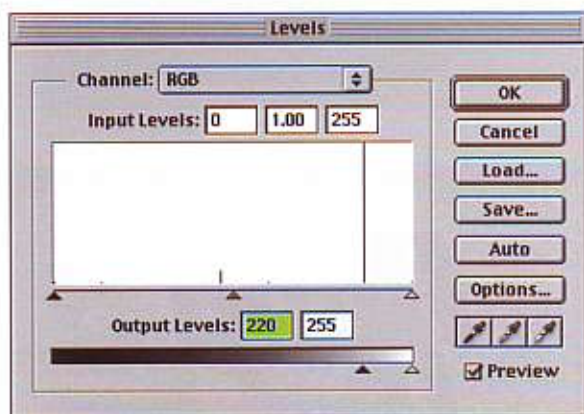 Levels
Channel: RGB
Input Levels: 0 1.00 255
Output Levels: 220 255
OK
Cancel
Load...
Save...
Auto
Options...
Preview